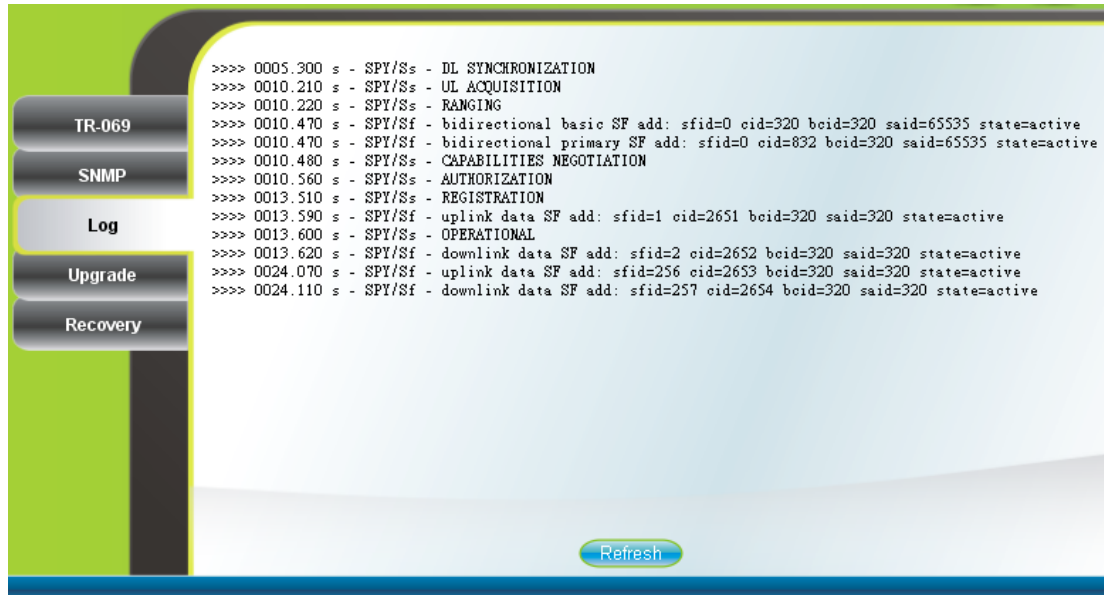 >>>> 0005.300 s - SPY/Ss - DL SYNCHRONIZATION
>>>> 0010.210 s - SPY/Ss - UL ACQUISITION
>>>> 0010.220 s - SPY/Ss - RANGING
>>>> 0010.470 s - SPY/Sf - bidirectional basic SF add: sfid=0 cid=320 bcid=320 said=65535 state=active
>>>> 0010.470 s - SPY/Sf - bidirectional primary SF add: sfid=0 cid=832 bcid=320 said=65535 state=active
>>>> 0010.480 s - SPY/Ss - CAPABILITIES NEGOTIATION
>>>> 0010.560 s - SPY/Ss - AUTHORIZATION
>>>> 0013.510 s - SPY/Ss - REGISTRATION
>>>> 0013.590 s - SPY/Sf - uplink data SF add: sfid=1 cid=2651 bcid=320 said=320 state=active
>>>> 0013.600 s - SPY/Ss - OPERATIONAL
>>>> 0013.620 s - SPY/Sf - downlink data SF add: sfid=2 cid=2652 bcid=320 said=320 state=active
>>>> 0024.070 s - SPY/Sf - uplink data SF add: sfid=256 cid=2653 bcid=320 said=320 state=active
>>>> 0024.110 s - SPY/Sf - downlink data SF add: sfid=257 cid=2654 bcid=320 said=320 state=active
TR-069
SNMP
Log
Upgrade
Recovery
Refresh